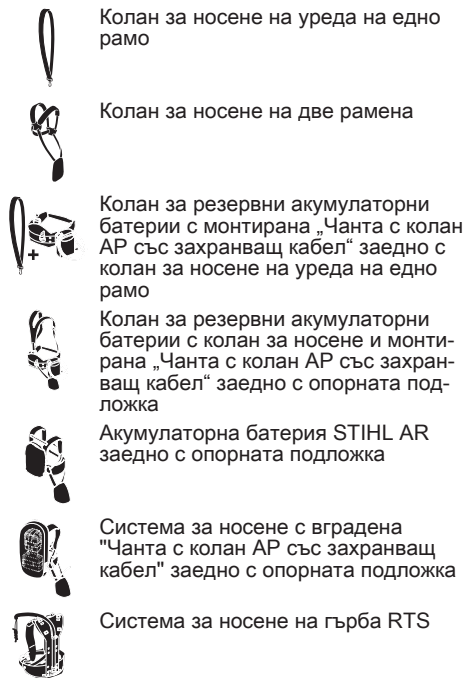 Колан за носене на уреда на едно
рамо
Колан за носене на две рамена
+
Колан за резервни акумулаторни
батерии с монтирана „Чанта с колан
AP със захранващ кабел“ заедно с
колан за носене на уреда на едно
рамо
Колан за резервни акумулаторни
батерии с колан за носене и монти-
рана „Чанта с колан AP със захран-
ващ кабел“ заедно с опорната под-
ложка
Акумулаторна батерия STIHL AR
заедно с опорната подложка
Система за носене с вградена
"Чанта с колан AP със захранващ
кабел" заедно с опорната подложка
Система за носене на гърба RTS